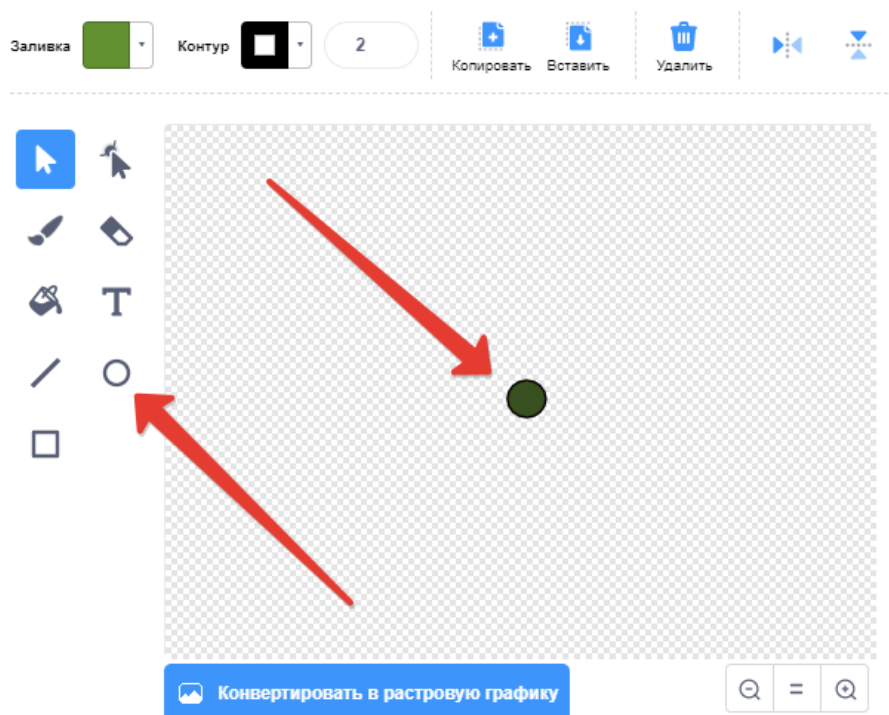 Заливка
Контур
2
Копировать
Вставить
Удалить
Конвертировать в растровую графику